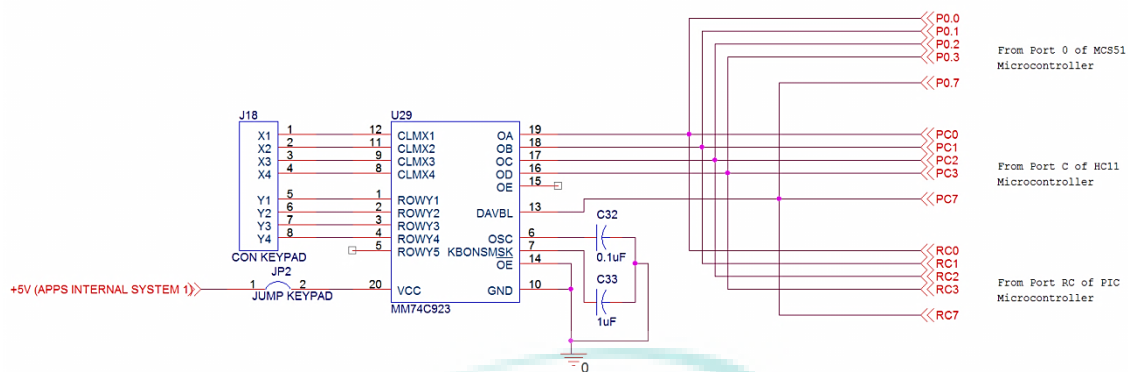 P0.0
P0.1
P0.2
P0.3
P0.7
From Port 0 of MCS51
Microcontroller
J18
X1 1
X2 2
X3 3
X4 4
Y1 5
Y2 6
Y3 7
Y4 8
CON KEYPAD
U29
12 CLMX1 OA 19
11 CLMX2 OB 18
9 CLMX3 OC 17
8 CLMX4 OD 16
OE 15
1 ROWY1
2 ROWY2 DAVBL 13
3 ROWY3
4 ROWY4 OSC 6
5 ROWY5 KBONSMSK 7
OE 14
20 VCC GND 10
MM74C923
JP2
+5V (APPS INTERNAL SYSTEM 1) 1 2
JUMP KEYPAD
C32
0.1uF
C33
1uF
0
PC0
PC1
PC2
PC3
PC7
From Port C of HC11
Microcontroller
RC0
RC1
RC2
RC3
RC7
From Port RC of PIC
Microcontroller